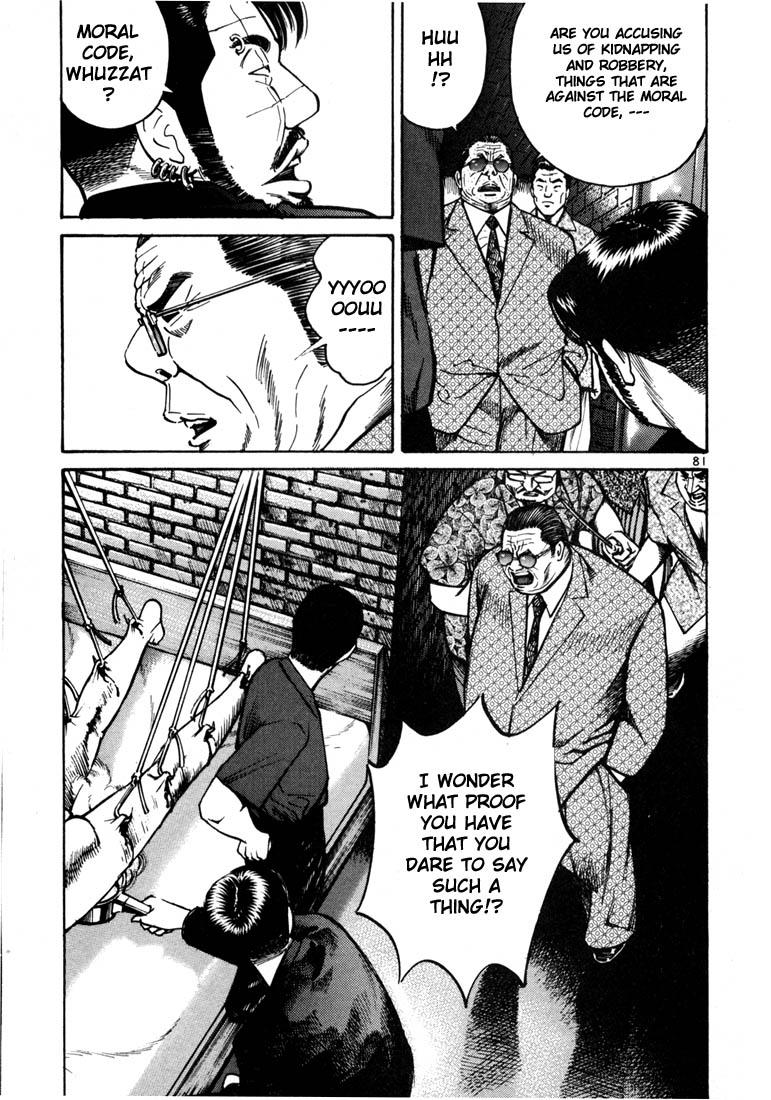 ARE YOU ACCUSING
US OF KIDNAPPING
AND ROBBERY,
THINGS THAT ARE
AGAINST THE MORAL
CODE, ---
HUU
HH
!?
MORAL
CODE,
WHUZZAT
?
YYYOO
OOUU
----
81
I WONDER
WHAT PROOF
YOU HAVE
THAT YOU
DARE TO SAY
SUCH A
THING!?